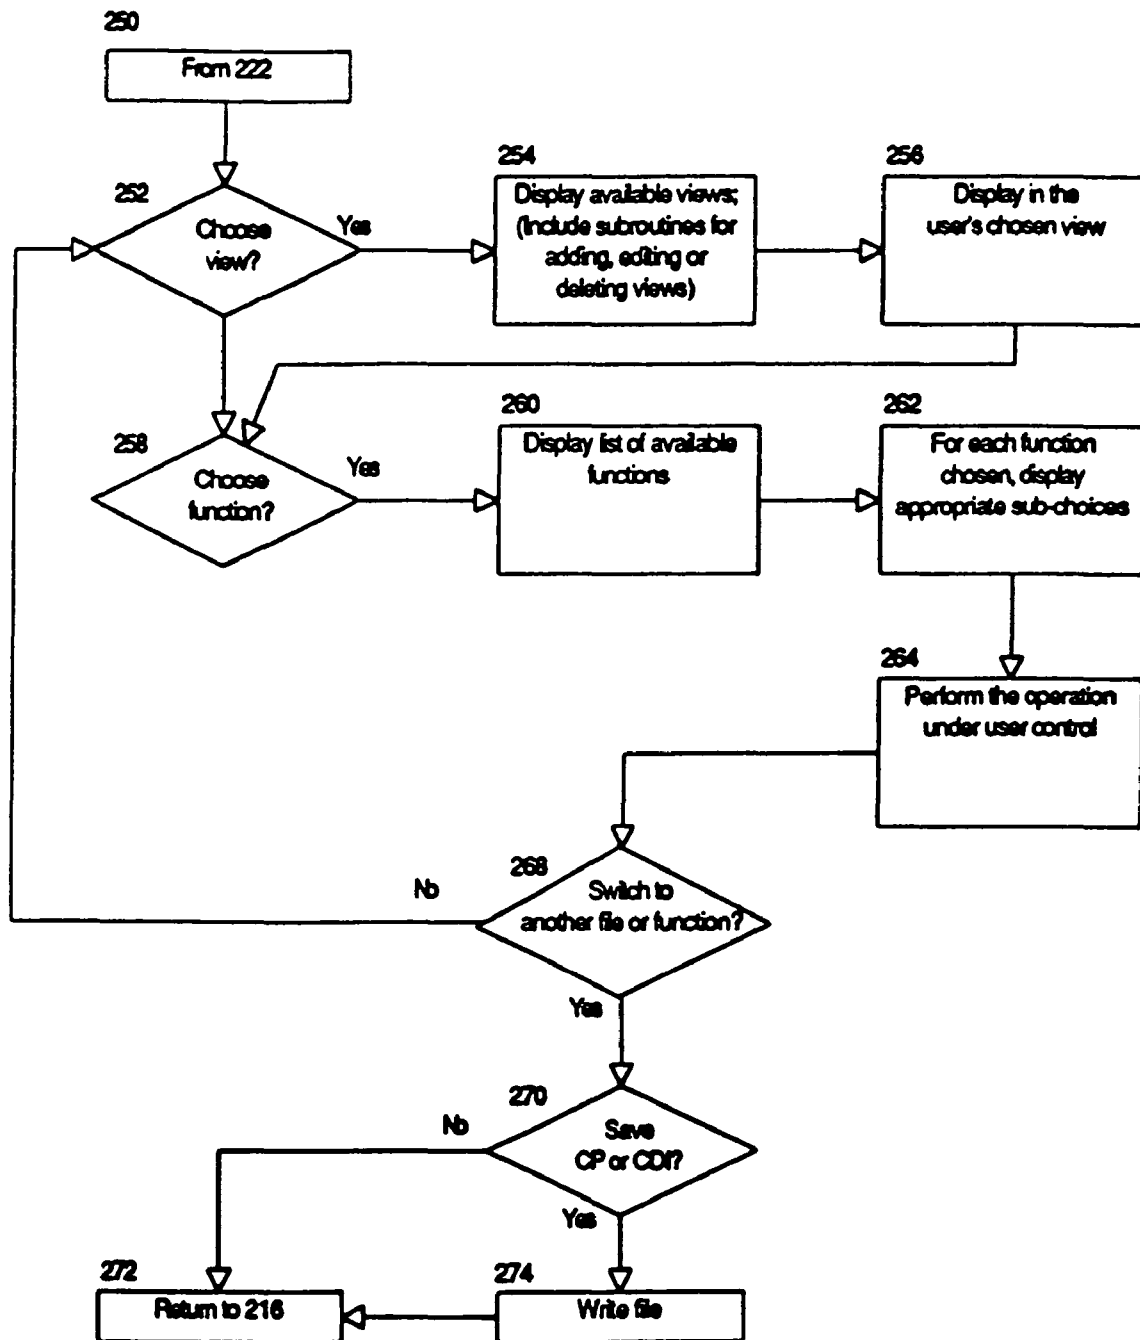 250
From 222
252
Choose
view?
Yes
254
Display available views;
(Include subroutines for
adding, editing or
deleting views)
256
Display in the
user's chosen view
258
Choose
function?
Yes
260
Display list of available
functions
262
For each function
chosen, display
appropriate sub-choices
264
Perform the operation
under user control
268
Switch to
another file or function?
No
Yes
270
Save
CP or CDI?
No
Yes
272
Return to 216
274
Write file